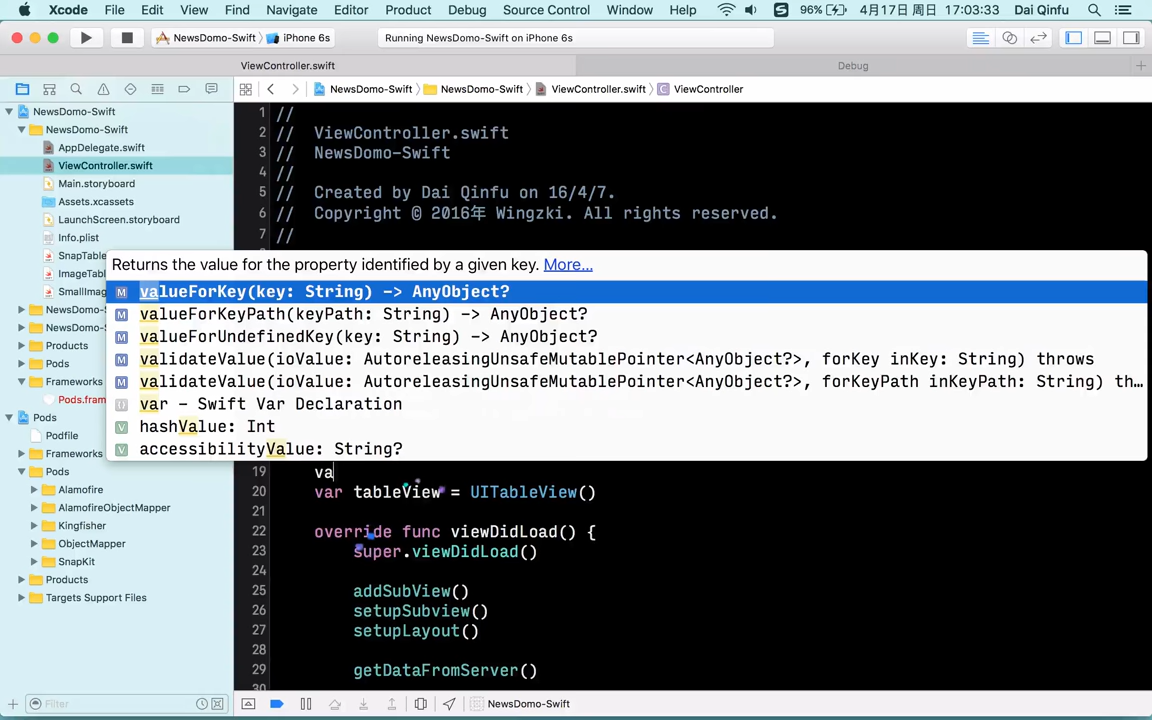 Xcode File Edit View Find Navigate Editor Product Debug Source Control Window Help 96% 4月17日 周日 17:03:33 Dai Qinfu
NewsDomo-Swift iPhone 6s Running NewsDomo-Swift on iPhone 6s
ViewController.swift Debug
NewsDomo-Swift NewsDomo-Swift ViewController.swift ViewController
NewsDomo-Swift
NewsDomo-Swift
AppDelegate.swift
ViewController.swift
Main.storyboard
Assets.xcassets
LaunchScreen.storyboard
Info.plist
SnapTable
ImageTabl
SmallImag
NewsDomo-S
NewsDomo-S
Products
Pods
Frameworks
Pods.fram
Pods
Podfile
Frameworks
Pods
Alamofire
AlamofireObjectMapper
Kingfisher
ObjectMapper
SnapKit
Products
Targets Support Files
Filter
1 //
2 // ViewController.swift
3 // NewsDomo-Swift
4 //
5 // Created by Dai Qinfu on 16/4/7.
6 // Copyright © 2016年 Wingzki. All rights reserved.
7 //
Returns the value for the property identified by a given key. More...
M valueForKey(key: String) -> AnyObject?
M valueForKeyPath(keyPath: String) -> AnyObject?
M valueForUndefinedKey(key: String) -> AnyObject?
M validateValue(ioValue: AutoreleasingUnsafeMutablePointer<AnyObject?>, forKey inKey: String) throws
M validateValue(ioValue: AutoreleasingUnsafeMutablePointer<AnyObject?>, forKeyPath inKeyPath: String) th…
{} var – Swift Var Declaration
V hashValue: Int
V accessibilityValue: String?
19 va
20 var tableView = UITableView()
21
22 override func viewDidLoad() {
23 super.viewDidLoad()
24
25 addSubView()
26 setupSubview()
27 setupLayout()
28
29 getDataFromServer()
30
NewsDomo-Swift